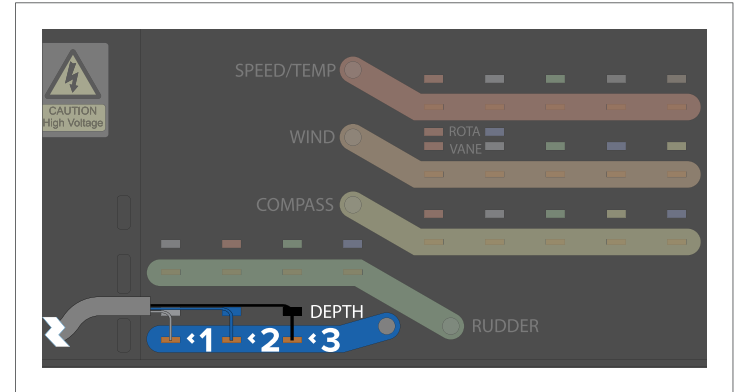 SPEED/TEMP
CAUTION
High Voltage
ROTA
WIND
VANE
COMPASS
DEPTH
‹1 ‹2 ‹3
RUDDER